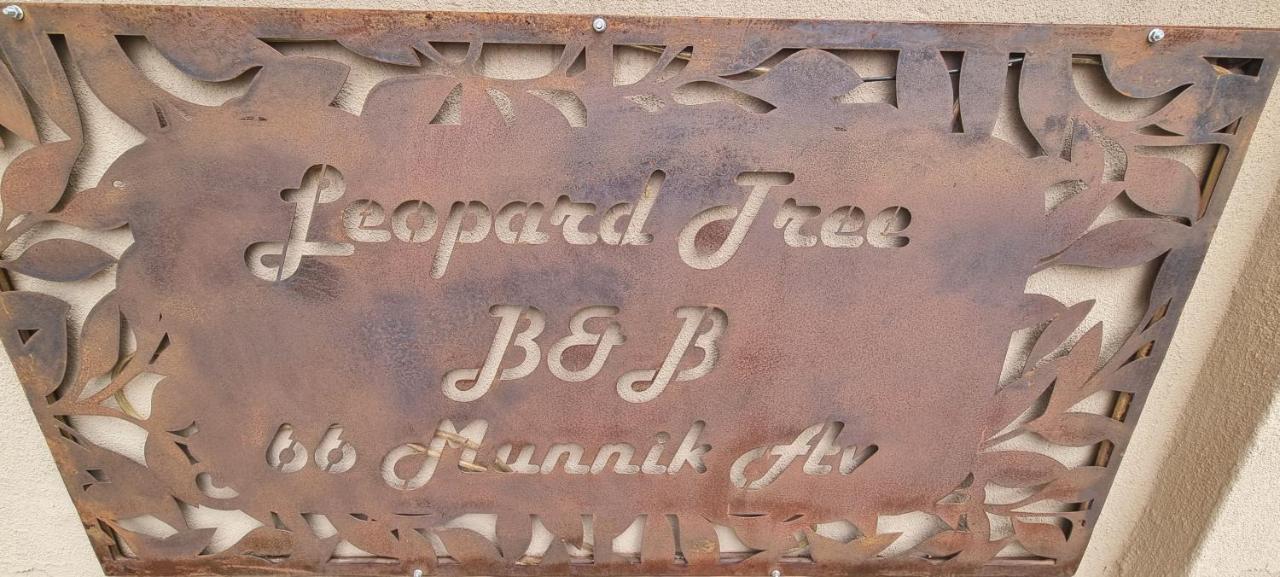 Leopard Tree
B&B
66 Munnik Av